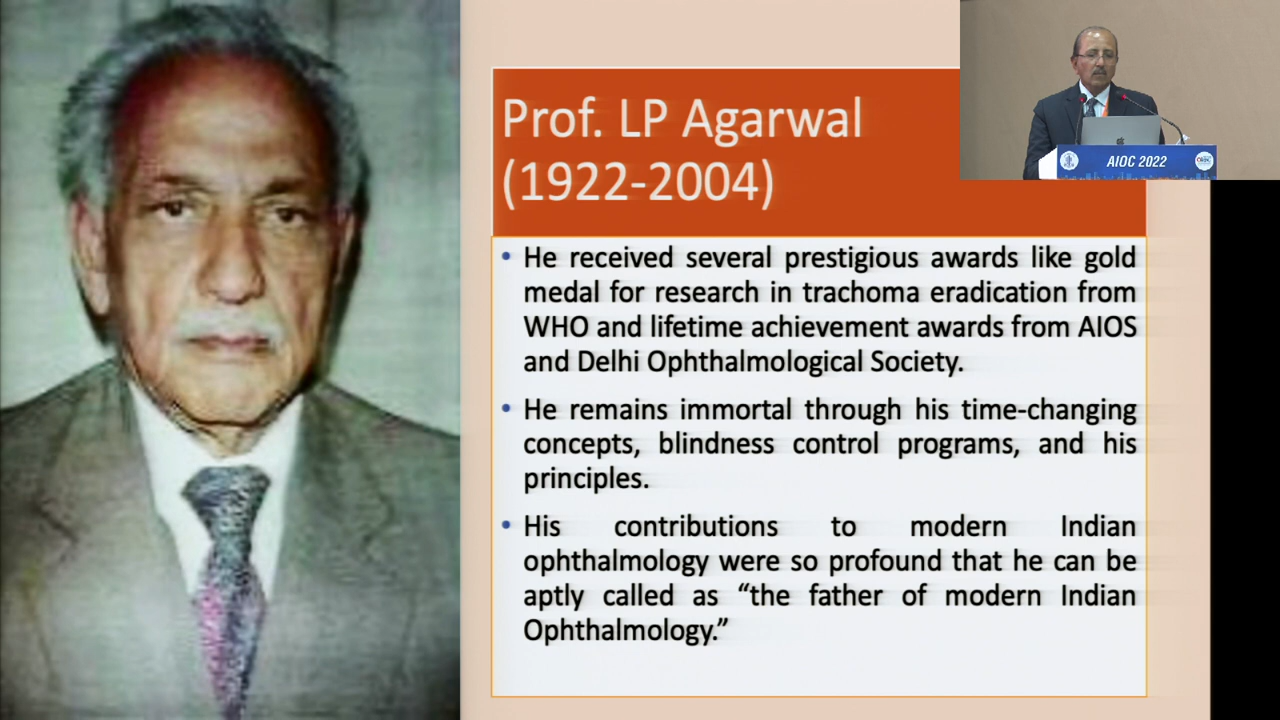 Prof. LP Agarwal
(1922-2004)
AIOC 2022
• He received several prestigious awards like gold
medal for research in trachoma eradication from
WHO and lifetime achievement awards from AIOS
and Delhi Ophthalmological Society.
• He remains immortal through his time-changing
concepts, blindness control programs, and his
principles.
• His contributions to modern Indian
ophthalmology were so profound that he can be
aptly called as “the father of modern Indian
Ophthalmology.”